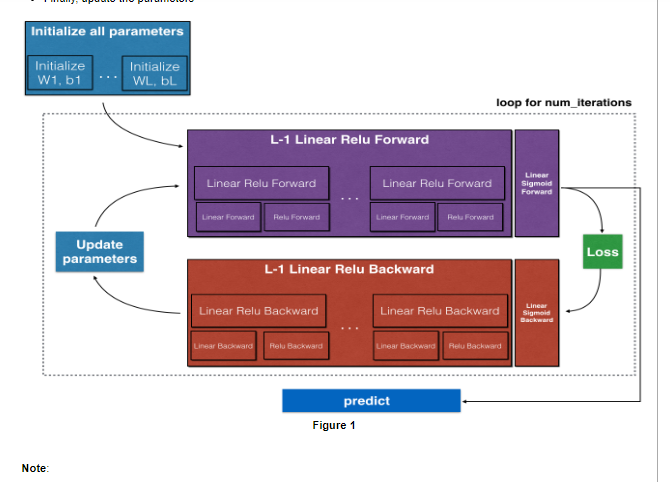 Finally, update the parameters
Initialize all parameters
Initialize
W1, b1
...
Initialize
WL, bL
loop for num_iterations
L-1 Linear Relu Forward
Linear Relu Forward
...
Linear Relu Forward
Linear Forward
Relu Forward
Linear Forward
Relu Forward
Linear
Sigmoid
Forward
Update
parameters
Loss
L-1 Linear Relu Backward
Linear Relu Backward
...
Linear Relu Backward
Linear Backward
Relu Backward
Linear Backward
Relu Backward
Linear
Sigmoid
Backward
predict
Figure 1
Note: